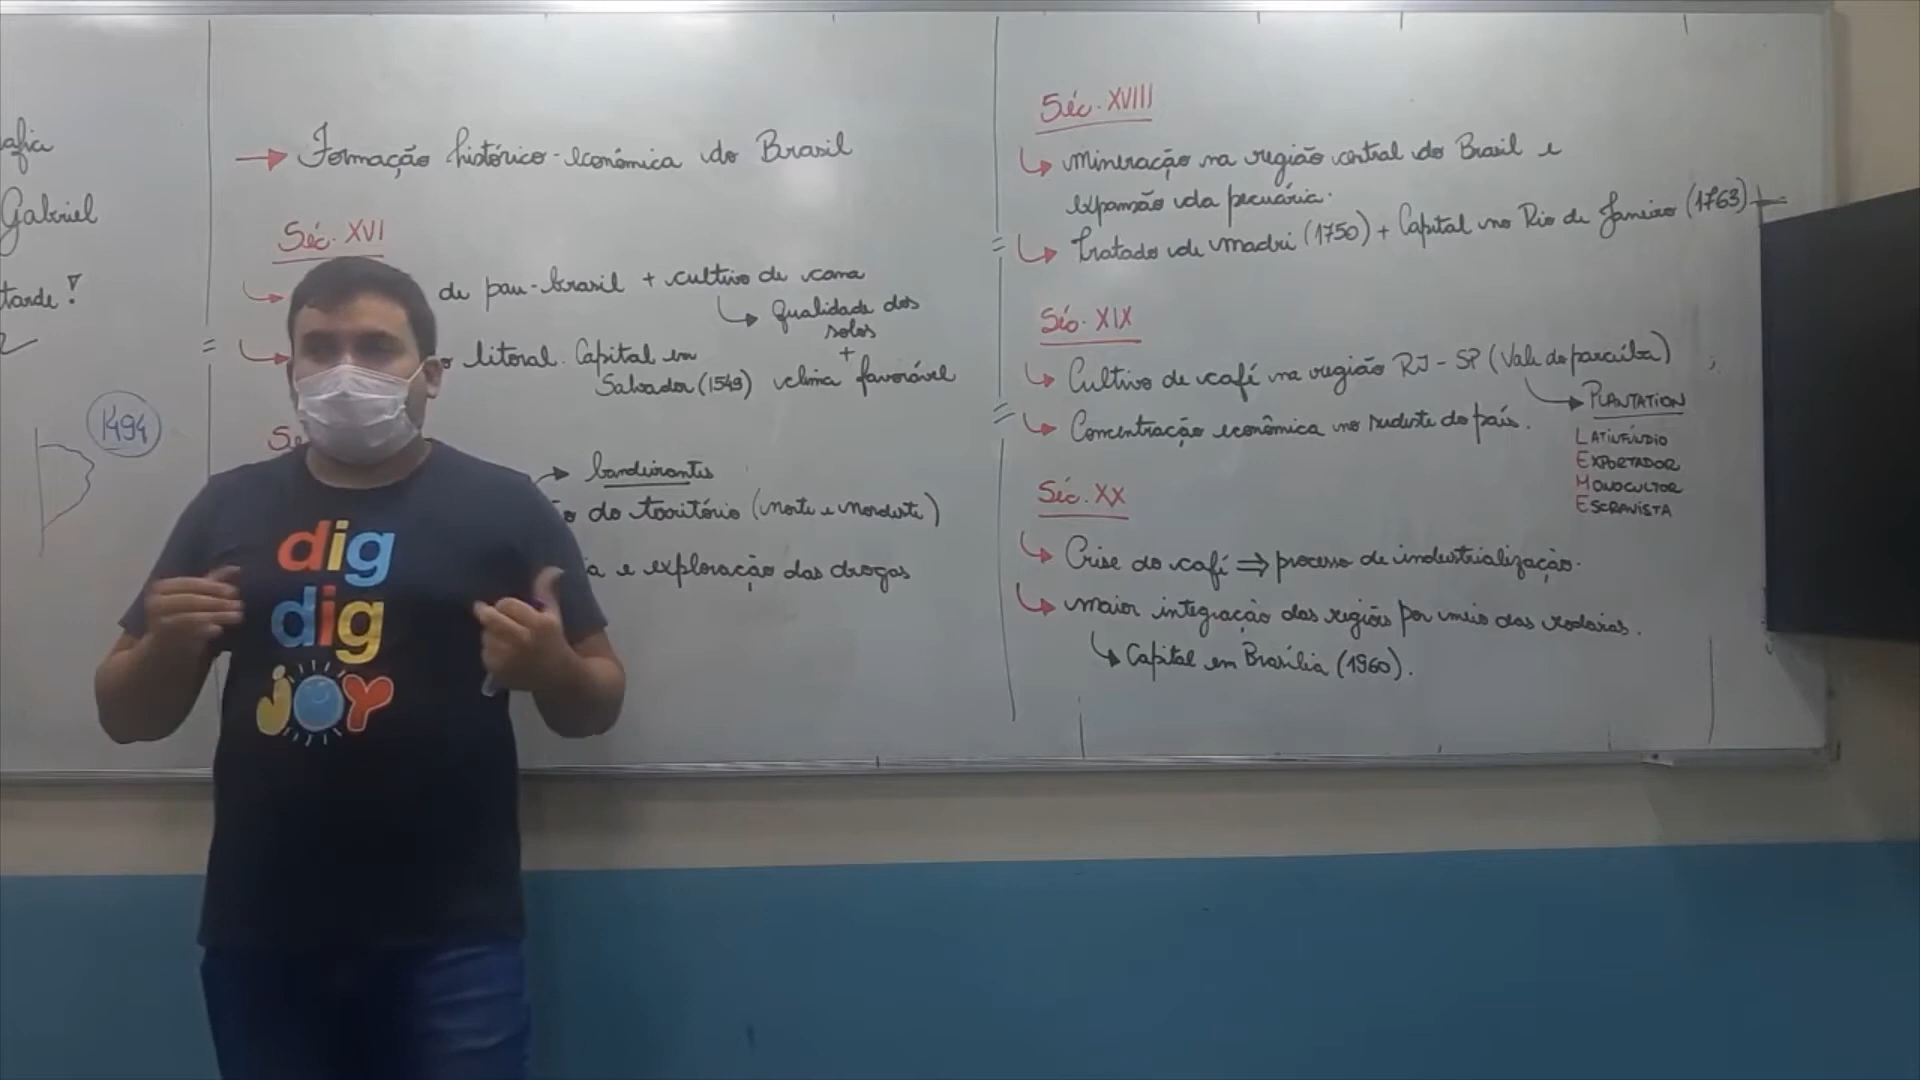 Gabriel
tarde!
1494
→ Formação histórico-econômica do Brasil
Séc. XVI
de pau-brasil + cultivo de cana
Qualidade dos
solos
+
clima favorável
o litoral. Capital em
Salvador (1549)
bandeirantes
do território (norte e nordeste)
e exploração das drogas
Séc. XVIII
mineração na região central do Brasil e
expansão da pecuária.
Tratado de madri (1750) + Capital no Rio de Janeiro (1763)
Séc. XIX
Cultivo de café na região RJ - SP (Vale do paraíba)
PLANTATION
LATIFÚNDIO
EXPORTADOR
MONOCULTOR
ESCRAVISTA
Concentração econômica no sudeste do país.
Séc. XX
Crise do café ⇒ processo de industrialização.
maior integração das regiões por meio das rodovias.
Capital em Brasília (1960).
dig
dig
JOY